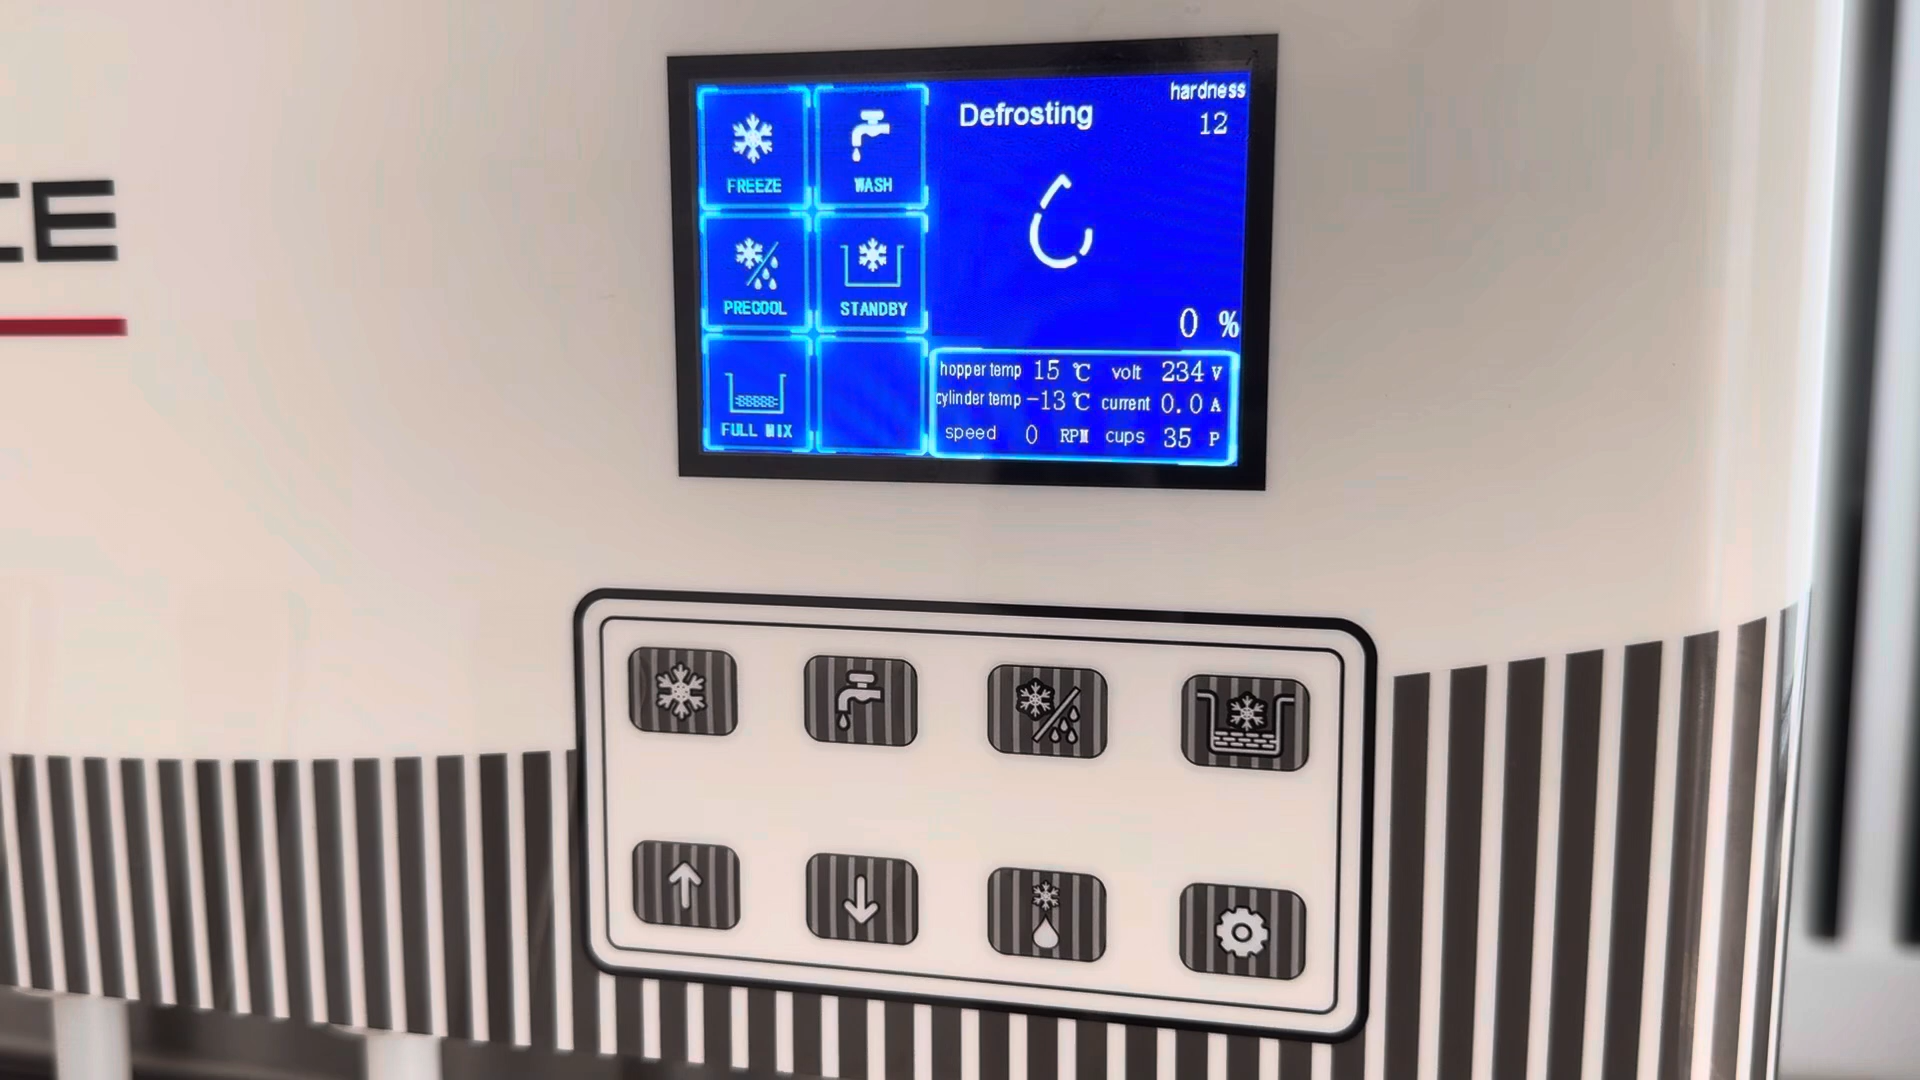 CE
FREEZE
WASH
PRECOOL
STANDBY
FULL MIX
Defrosting
hardness
12
0 %
hopper temp 15 ℃ volt 234 V
cylinder temp -13 ℃ current 0.0 A
speed 0 RPM cups 35 P